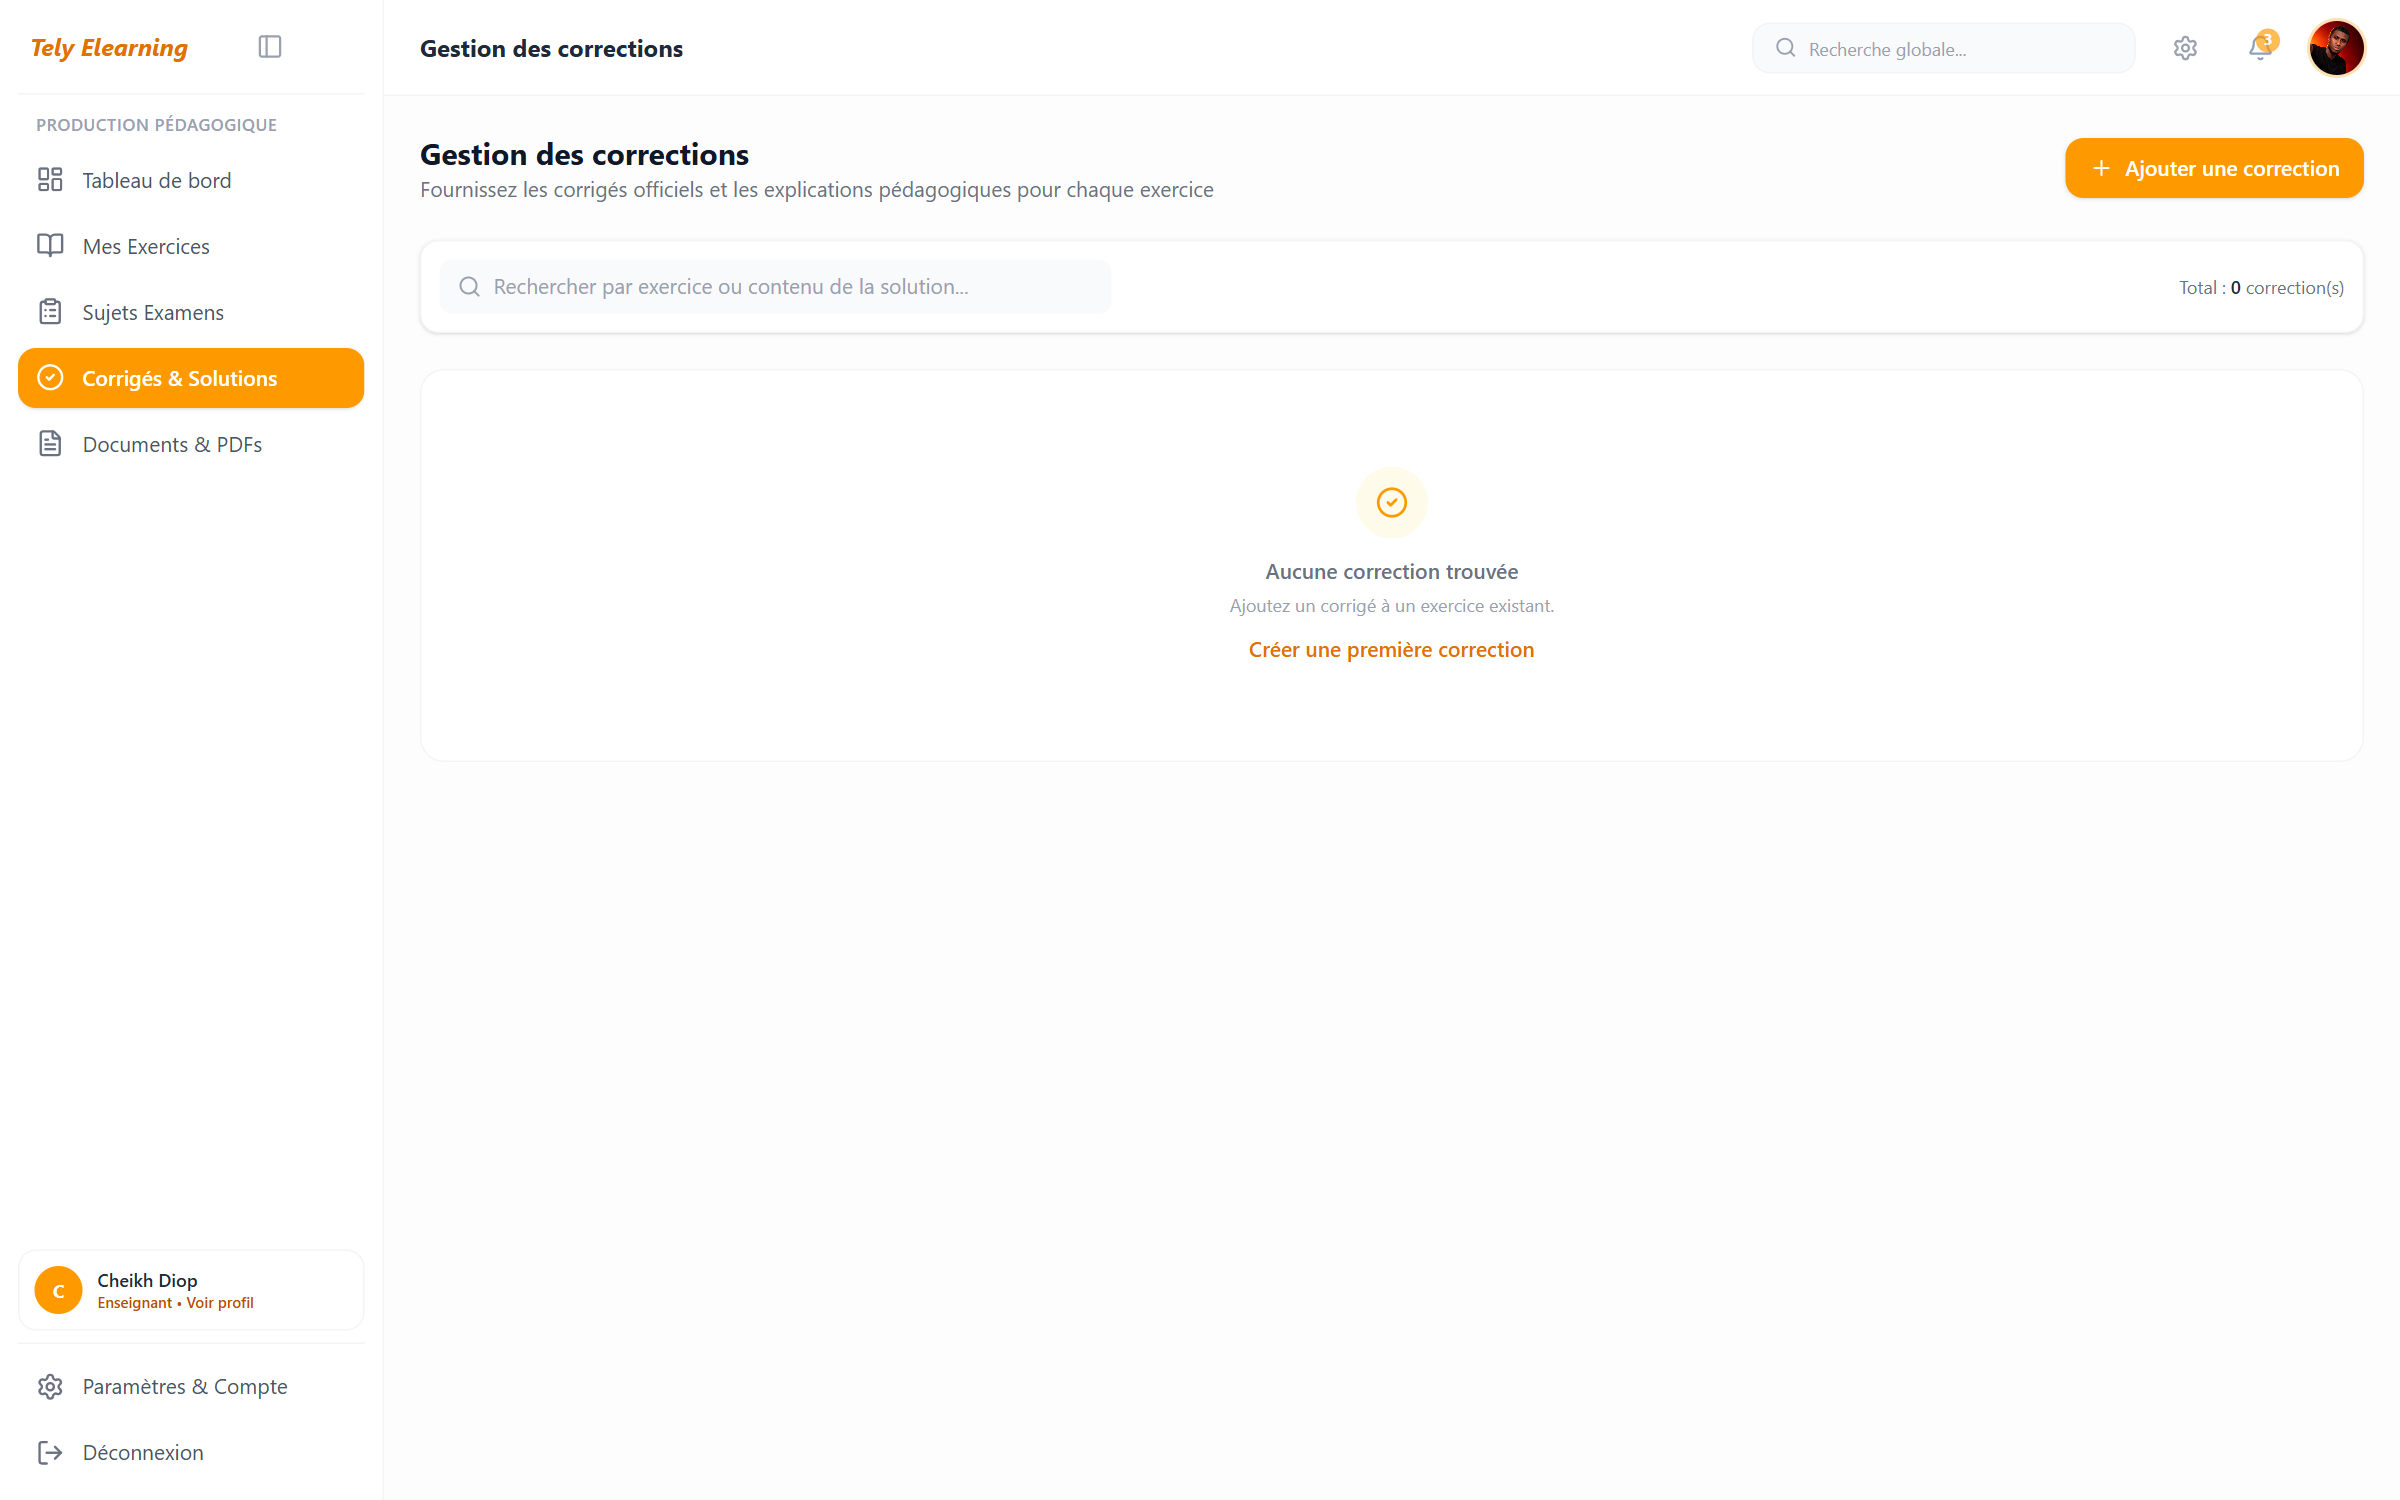 Tely Elearning
PRODUCTION PÉDAGOGIQUE
Tableau de bord
Mes Exercices
Sujets Examens
Corrigés & Solutions
Documents & PDFs
C
Cheikh Diop
Enseignant • Voir profil
Paramètres & Compte
Déconnexion
Gestion des corrections
Recherche globale...
3
Gestion des corrections
Fournissez les corrigés officiels et les explications pédagogiques pour chaque exercice
Ajouter une correction
Rechercher par exercice ou contenu de la solution...
Total : 0 correction(s)
Aucune correction trouvée
Ajoutez un corrigé à un exercice existant.
Créer une première correction